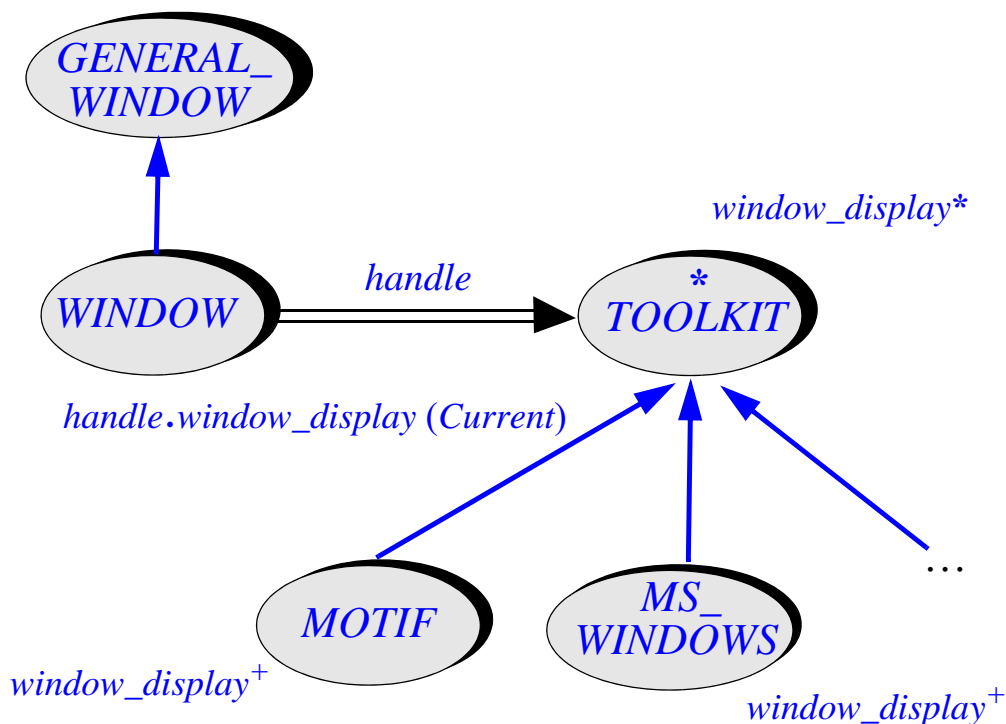 GENERAL_
WINDOW
window_display*
WINDOW
handle
*
TOOLKIT
handle.window_display (Current)
…
MOTIF
MS_
WINDOWS
window_display+
window_display+